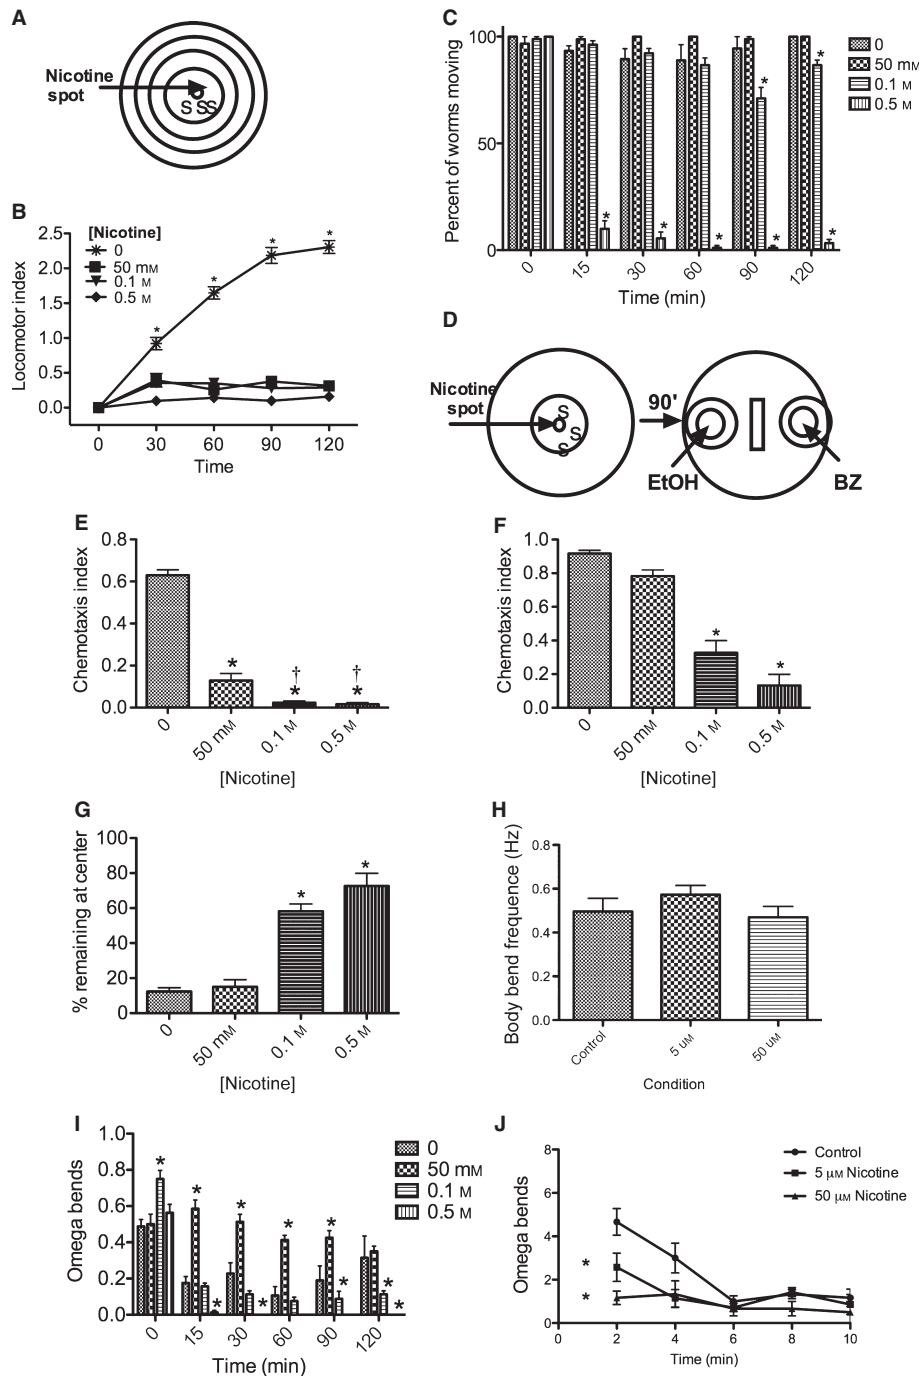 A
Nicotine
spot
S SS
B
[Nicotine]
0
50 mM
0.1 M
0.5 M
Locomotor index
2.5
2.0
1.5
1.0
0.5
0.0
0 30 60 90 120
Time
* * * * *
C
Percent of worms moving
100
50
0
0 15 30 60 90 120
Time (min)
0
50 mM
0.1 M
0.5 M
* * * * * * *
D
Nicotine
spot
S
S
S
90'
EtOH
BZ
E
Chemotaxis index
0.8
0.6
0.4
0.2
0.0
* † * † *
0 50 mM 0.1 M 0.5 M
[Nicotine]
F
Chemotaxis index
1.0
0.8
0.6
0.4
0.2
0.0
* *
0 50 mM 0.1 M 0.5 M
[Nicotine]
G
% remaining at center
100
80
60
40
20
0
* *
0 50 mM 0.1 M 0.5 M
[Nicotine]
H
Body bend frequence (Hz)
0.8
0.6
0.4
0.2
0.0
Control 5 uM 50 uM
Condition
I
Omega bends
1.0
0.8
0.6
0.4
0.2
0.0
* * * * * * * * * * *
0 15 30 60 90 120
Time (min)
0
50 mM
0.1 M
0.5 M
J
Omega bends
8
6
4
2
0
*
*
0 2 4 6 8 10
Time (min)
Control
5 μM Nicotine
50 μM Nicotine